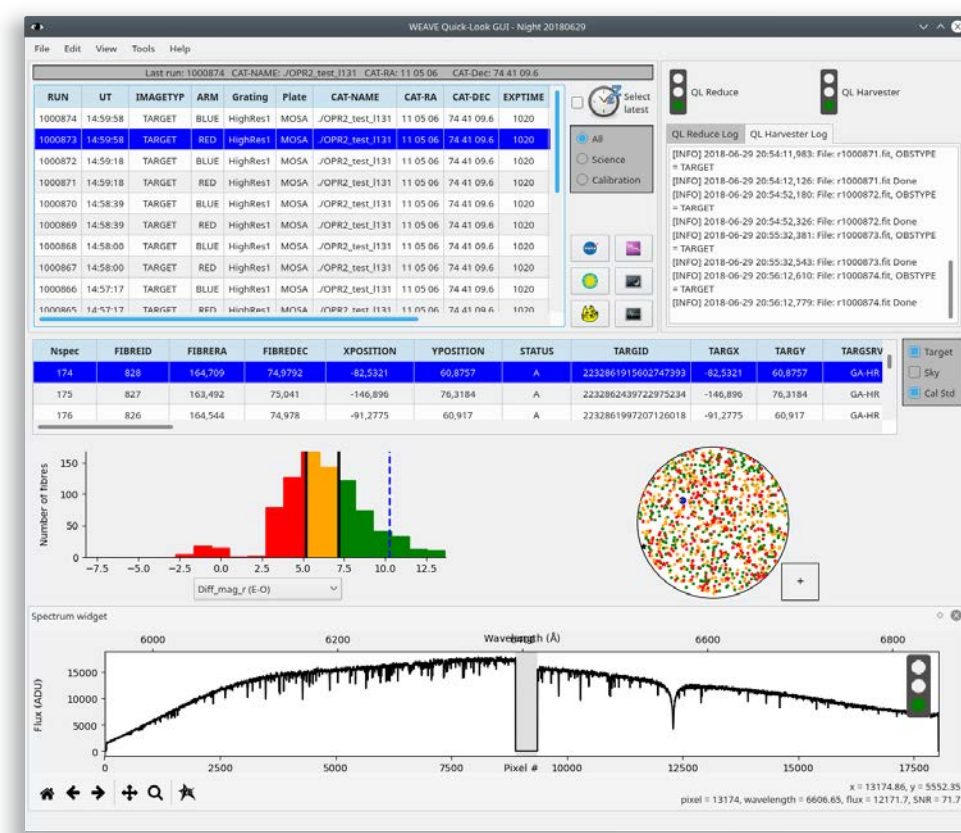 WEAVE Quick-Look GUI - Night 20180629
File Edit View Tools Help
Last run: 1000874 CAT-NAME: ./OPR2_test_l131 CAT-RA: 11 05 06 CAT-Dec: 74 41 09.6
RUN UT IMAGETYP ARM Grating Plate CAT-NAME CAT-RA CAT-DEC EXPTIME
1000874 14:59:58 TARGET BLUE HighRes1 MOSA ./OPR2_test_l131 11 05 06 74 41 09.6 1020
1000873 14:59:58 TARGET RED HighRes1 MOSA ./OPR2_test_l131 11 05 06 74 41 09.6 1020
1000872 14:59:18 TARGET BLUE HighRes1 MOSA ./OPR2_test_l131 11 05 06 74 41 09.6 1020
1000871 14:59:18 TARGET RED HighRes1 MOSA ./OPR2_test_l131 11 05 06 74 41 09.6 1020
1000870 14:58:39 TARGET BLUE HighRes1 MOSA ./OPR2_test_l131 11 05 06 74 41 09.6 1020
1000869 14:58:39 TARGET RED HighRes1 MOSA ./OPR2_test_l131 11 05 06 74 41 09.6 1020
1000868 14:58:00 TARGET BLUE HighRes1 MOSA ./OPR2_test_l131 11 05 06 74 41 09.6 1020
1000867 14:58:00 TARGET RED HighRes1 MOSA ./OPR2_test_l131 11 05 06 74 41 09.6 1020
1000866 14:57:17 TARGET BLUE HighRes1 MOSA ./OPR2_test_l131 11 05 06 74 41 09.6 1020
1000865 14:57:17 TARGET RED HighRes1 MOSA ./OPR2_test_l131 11 05 06 74 41 09.6 1020
Select
latest
All
Science
Calibration
QL Reduce QL Harvester
QL Reduce Log QL Harvester Log
[INFO] 2018-06-29 20:54:11,983: File: r1000871.fit, OBSTYPE
= TARGET
[INFO] 2018-06-29 20:54:12,126: File: r1000871.fit Done
[INFO] 2018-06-29 20:54:52,180: File: r1000872.fit, OBSTYPE
= TARGET
[INFO] 2018-06-29 20:54:52,326: File: r1000872.fit Done
[INFO] 2018-06-29 20:55:32,381: File: r1000873.fit, OBSTYPE
= TARGET
[INFO] 2018-06-29 20:55:32,543: File: r1000873.fit Done
[INFO] 2018-06-29 20:56:12,610: File: r1000874.fit, OBSTYPE
= TARGET
[INFO] 2018-06-29 20:56:12,779: File: r1000874.fit Done
Nspec FIBREID FIBRERA FIBREDEC XPOSITION YPOSITION STATUS TARGID TARGX TARGY TARGSRV
174 828 164,709 74,9792 -82,5321 60,8757 A 2232861915602747393 -82,5321 60,8757 GA-HR
175 827 163,492 75,041 -146,896 76,3184 A 2232862439722975234 -146,896 76,3184 GA-HR
176 826 164,544 74,978 -91,2775 60,917 A 2232861997207126018 -91,2775 60,917 GA-HR
Target
Sky
Cal Std
Number of fibres
150
100
50
0
−7.5 −5.0 −2.5 0.0 2.5 5.0 7.5 10.0 12.5
Diff_mag_r (E-O)
+
Spectrum widget
6000 6200 Wavelength (Å) 6600 6800
Flux (ADU)
15000
10000
5000
0
0 2500 5000 7500 Pixel # 10000 12500 15000 17500
x = 13174.86, y = 5552.35
pixel = 13174, wavelength = 6606.65, flux = 12171.7, SNR = 71.7